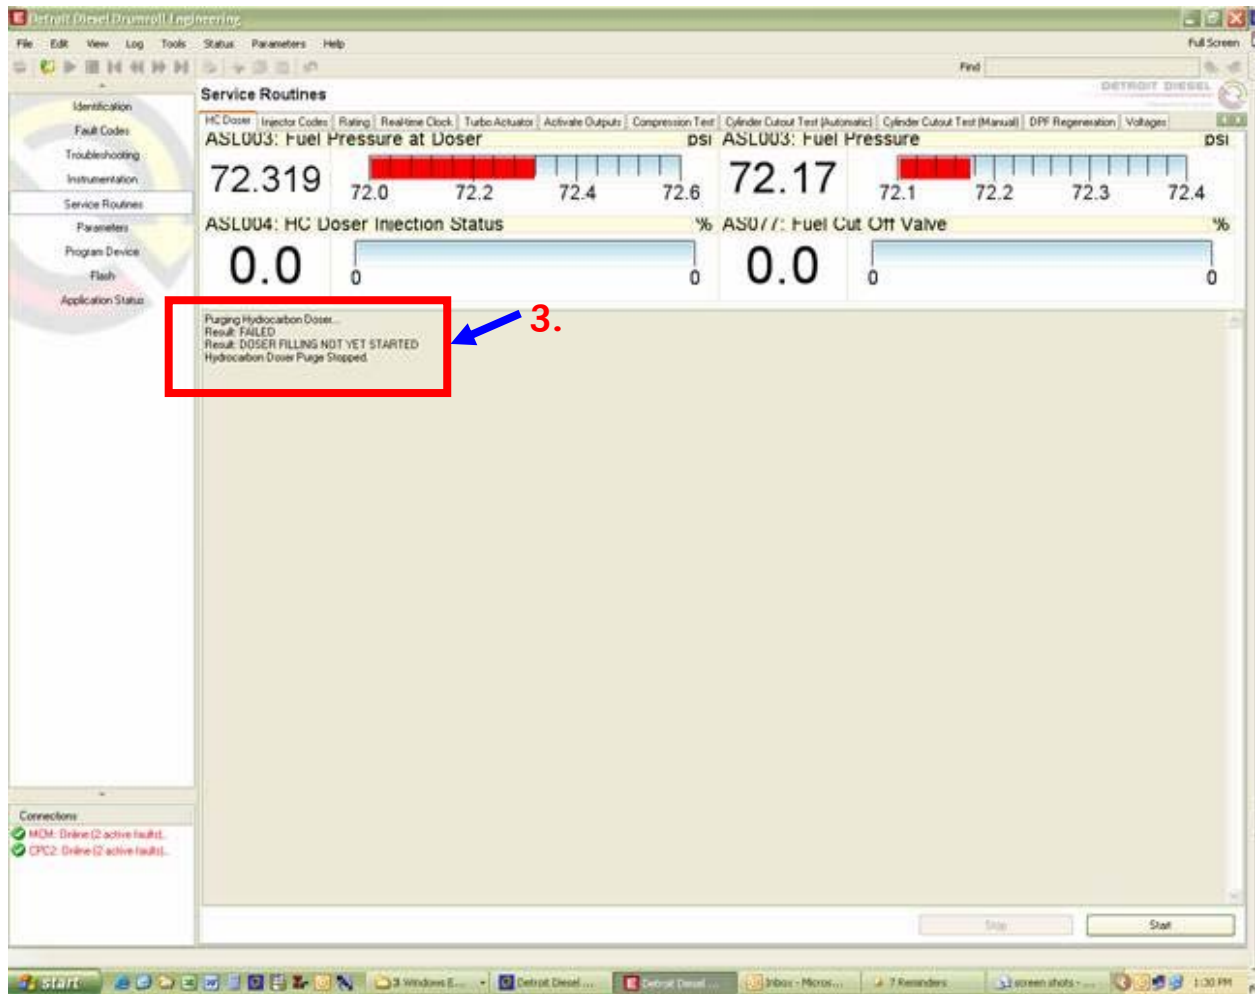 Detroit Diesel Drumroll Engineering
File Edit View Log Tools Status Parameters Help Full Screen
Find
DETROIT DIESEL
Identification
Fault Codes
Troubleshooting
Instrumentation
Service Routines
Parameters
Program Device
Flash
Application Status
Service Routines
HC Doser Injector Codes Rating Real-time Clock Turbo Actuator Activate Outputs Compression Test Cylinder Cutout Test (Automatic) Cylinder Cutout Test (Manual) DPF Regeneration Voltages
ASL003: Fuel Pressure at Doser psi ASL003: Fuel Pressure psi
72.319 72.0 72.2 72.4 72.6 72.17 72.1 72.2 72.3 72.4
ASL004: HC Doser Injection Status % AS077: Fuel Cut Off Valve %
0.0 0 0 0.0 0 0
Purging Hydrocarbon Doser...
Result: FAILED
Result: DOSER FILLING NOT YET STARTED
Hydrocarbon Doser Purge Stopped.
3.
Connections
MCM: Online (2 active faults).
CPC2: Online (2 active faults).
Stop Start
start 3 Windows E... Detroit Diesel ... Detroit Diesel ... Inbox - Micros... 7 Reminders screen shots - ... 1:30 PM